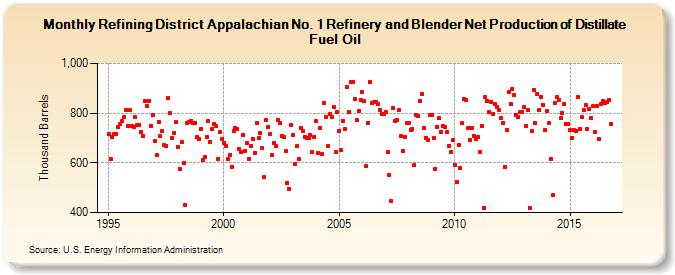 Monthly Refining District Appalachian No. 1 Refinery and Blender Net Production of Distillate
Fuel Oil
Thousand Barrels
1,000
800
600
400
1995
2000
2005
2010
2015
Source: U.S. Energy Information Administration